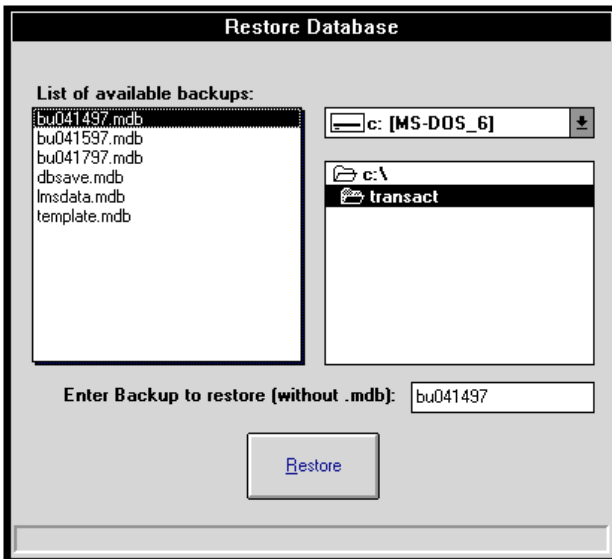 Restore Database
List of available backups:
bu041497.mdb
bu041597.mdb
bu041797.mdb
dbsave.mdb
lmsdata.mdb
template.mdb
c: [MS-DOS_6]
c:\
transact
Enter Backup to restore (without .mdb):
bu041497
Restore